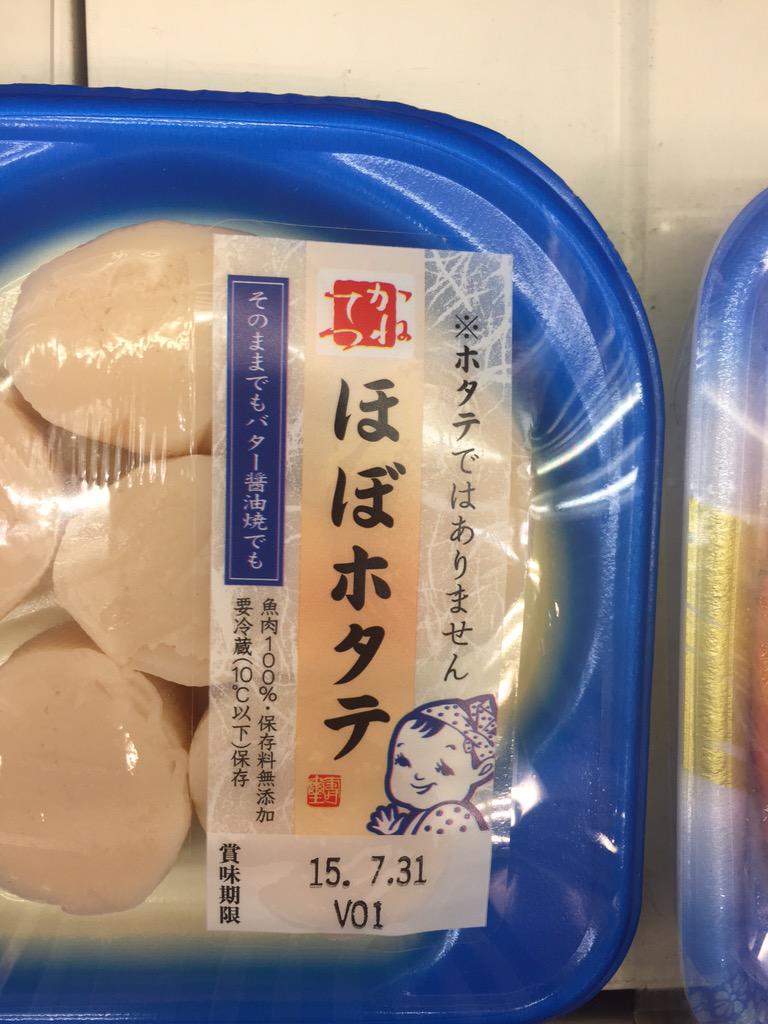 ※ホタテではありません
かね
てつ
ほぼホタテ
そのままでもバター醤油焼でも
魚肉100%・保存料無添加
要冷蔵(10℃以下)保存
賞味期限
15. 7.31
V01